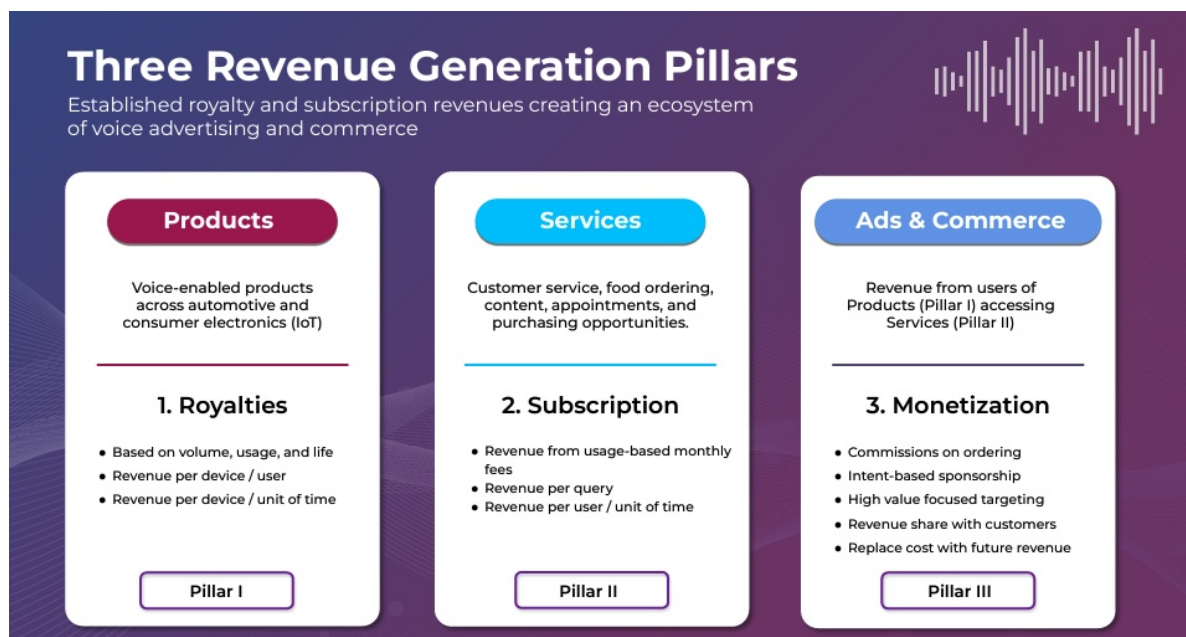 Three Revenue Generation Pillars
Established royalty and subscription revenues creating an ecosystem
of voice advertising and commerce
Products
Voice-enabled products
across automotive and
consumer electronics (IoT)
1. Royalties
● Based on volume, usage, and life
● Revenue per device / user
● Revenue per device / unit of time
Pillar I
Services
Customer service, food ordering,
content, appointments, and
purchasing opportunities.
2. Subscription
● Revenue from usage-based monthly
fees
● Revenue per query
● Revenue per user / unit of time
Pillar II
Ads & Commerce
Revenue from users of
Products (Pillar I) accessing
Services (Pillar II)
3. Monetization
● Commissions on ordering
● Intent-based sponsorship
● High value focused targeting
● Revenue share with customers
● Replace cost with future revenue
Pillar III